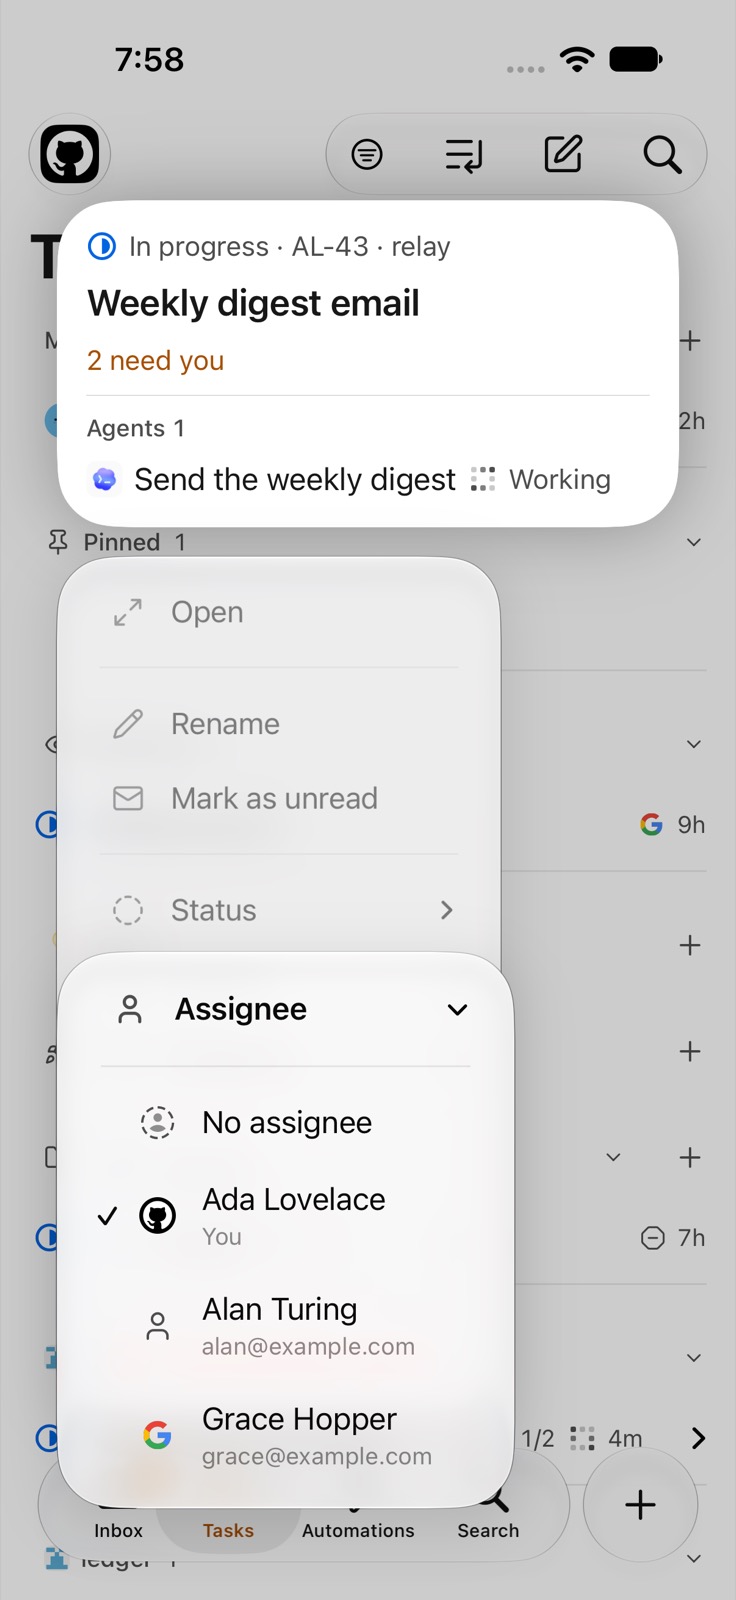 7:58
In progress · AL-43 · relay
Weekly digest email
2 need you
Agents 1
Send the weekly digest Working
2h
Pinned 1
Open
Rename
Mark as unread
9h
Status
Assignee
No assignee
Ada Lovelace
You
7h
Alan Turing
alan@example.com
Grace Hopper
grace@example.com
1/2 4m
Inbox Tasks Automations Search
ledger 1